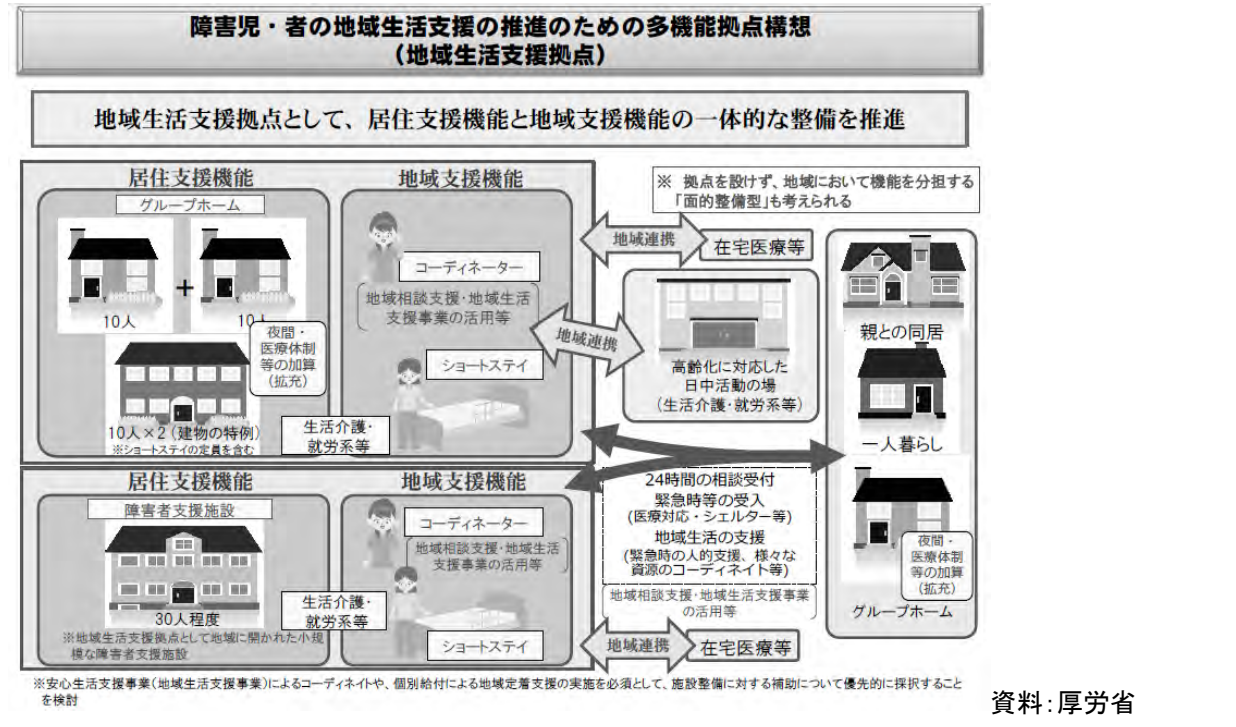 障害児・者の地域生活支援の推進のための多機能拠点構想
（地域生活支援拠点）
地域生活支援拠点として、居住支援機能と地域支援機能の一体的な整備を推進
居住支援機能
グループホーム
10人
+
10人
10人×2（建物の特例）
※ショートステイの定員を含む
夜間・
医療体制
等の加算
（拡充）
地域支援機能
コーディネーター
地域相談支援・地域生活
支援事業の活用等
ショートステイ
生活介護・
就労系等
※ 拠点を設けず、地域において機能を分担する
「面的整備型」も考えられる
地域連携
在宅医療等
地域連携
高齢化に対応した
日中活動の場
（生活介護・就労系等）
親との同居
一人暮らし
夜間・
医療体制
等の加算
（拡充）
グループホーム
居住支援機能
障害者支援施設
30人程度
※地域生活支援拠点として地域に開かれた小規
模な障害者支援施設
地域支援機能
コーディネーター
地域相談支援・地域生活
支援事業の活用等
生活介護・
就労系等
ショートステイ
24時間の相談受付
緊急時等の受入
（医療対応・シェルター等）
地域生活の支援
（緊急時の人的支援、様々な
資源のコーディネイト等）
地域相談支援・地域生活支援事業
の活用等
地域連携
在宅医療等
※安心生活支援事業（地域生活支援事業）によるコーディネイトや、個別給付による地域定着支援の実施を必須として、施設整備に対する補助について優先的に採択すること
を検討
資料：厚労省